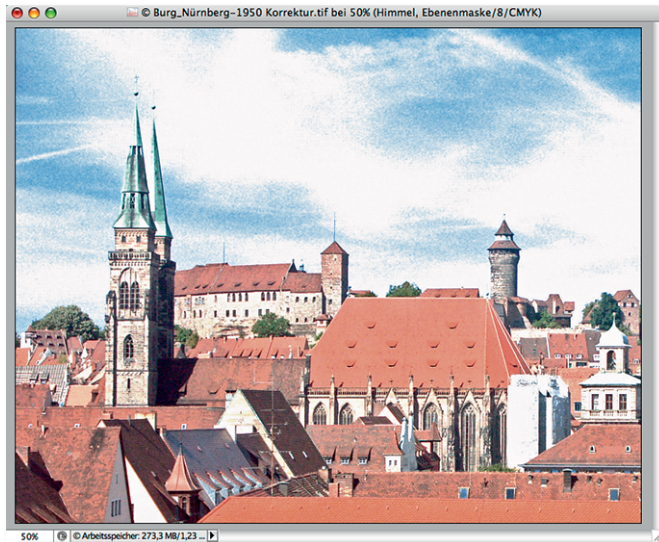 © Burg_Nürnberg-1950 Korrektur.tif bei 50% (Himmel, Ebenenmaske/8/CMYK)
50% © Arbeitsspeicher: 273,3 MB/1,23 ...